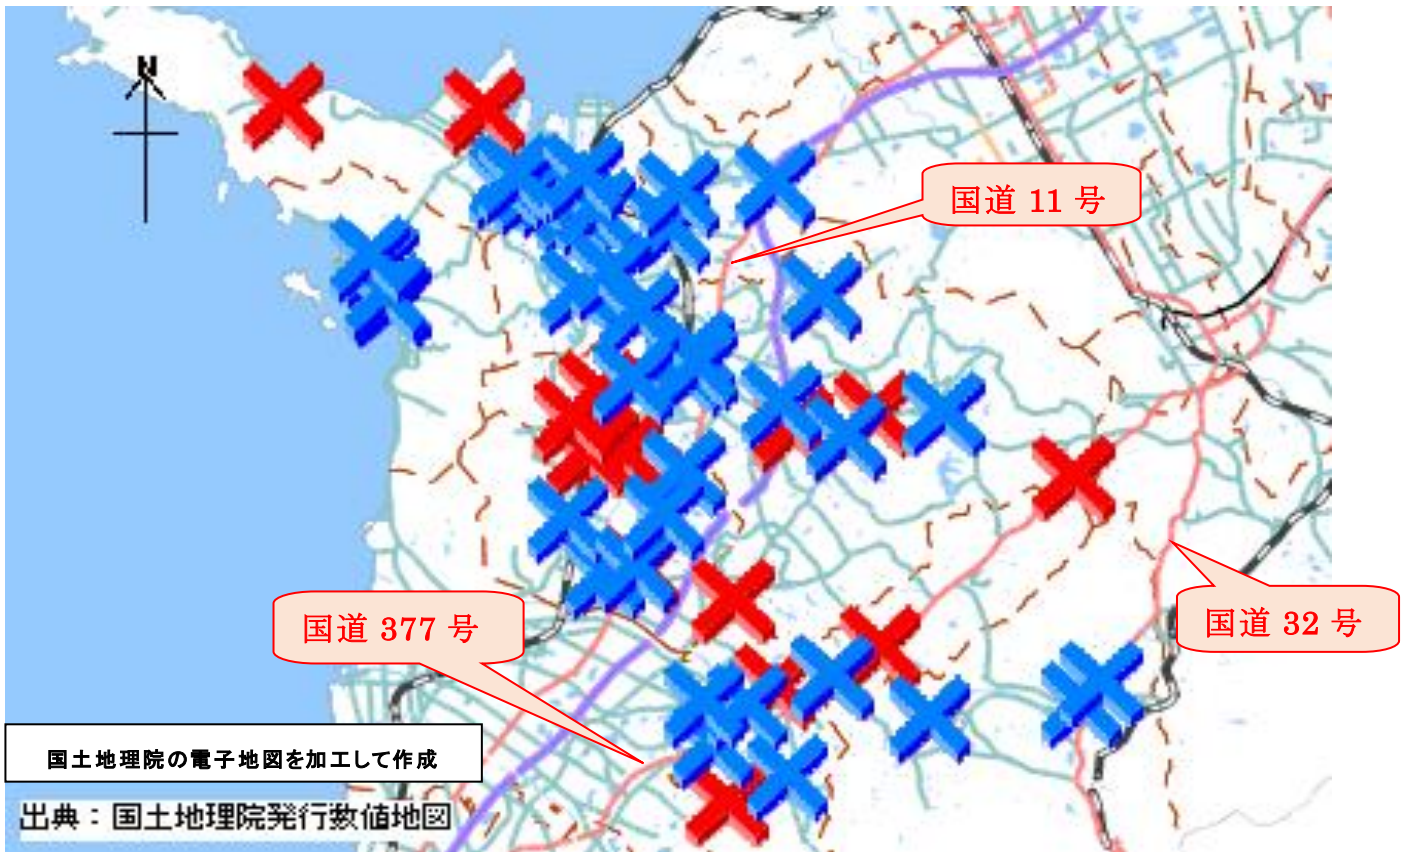 N
国道 11 号
国道 377 号
国道 32 号
国土地理院の電子地図を加工して作成
出典：国土地理院発行数値地図